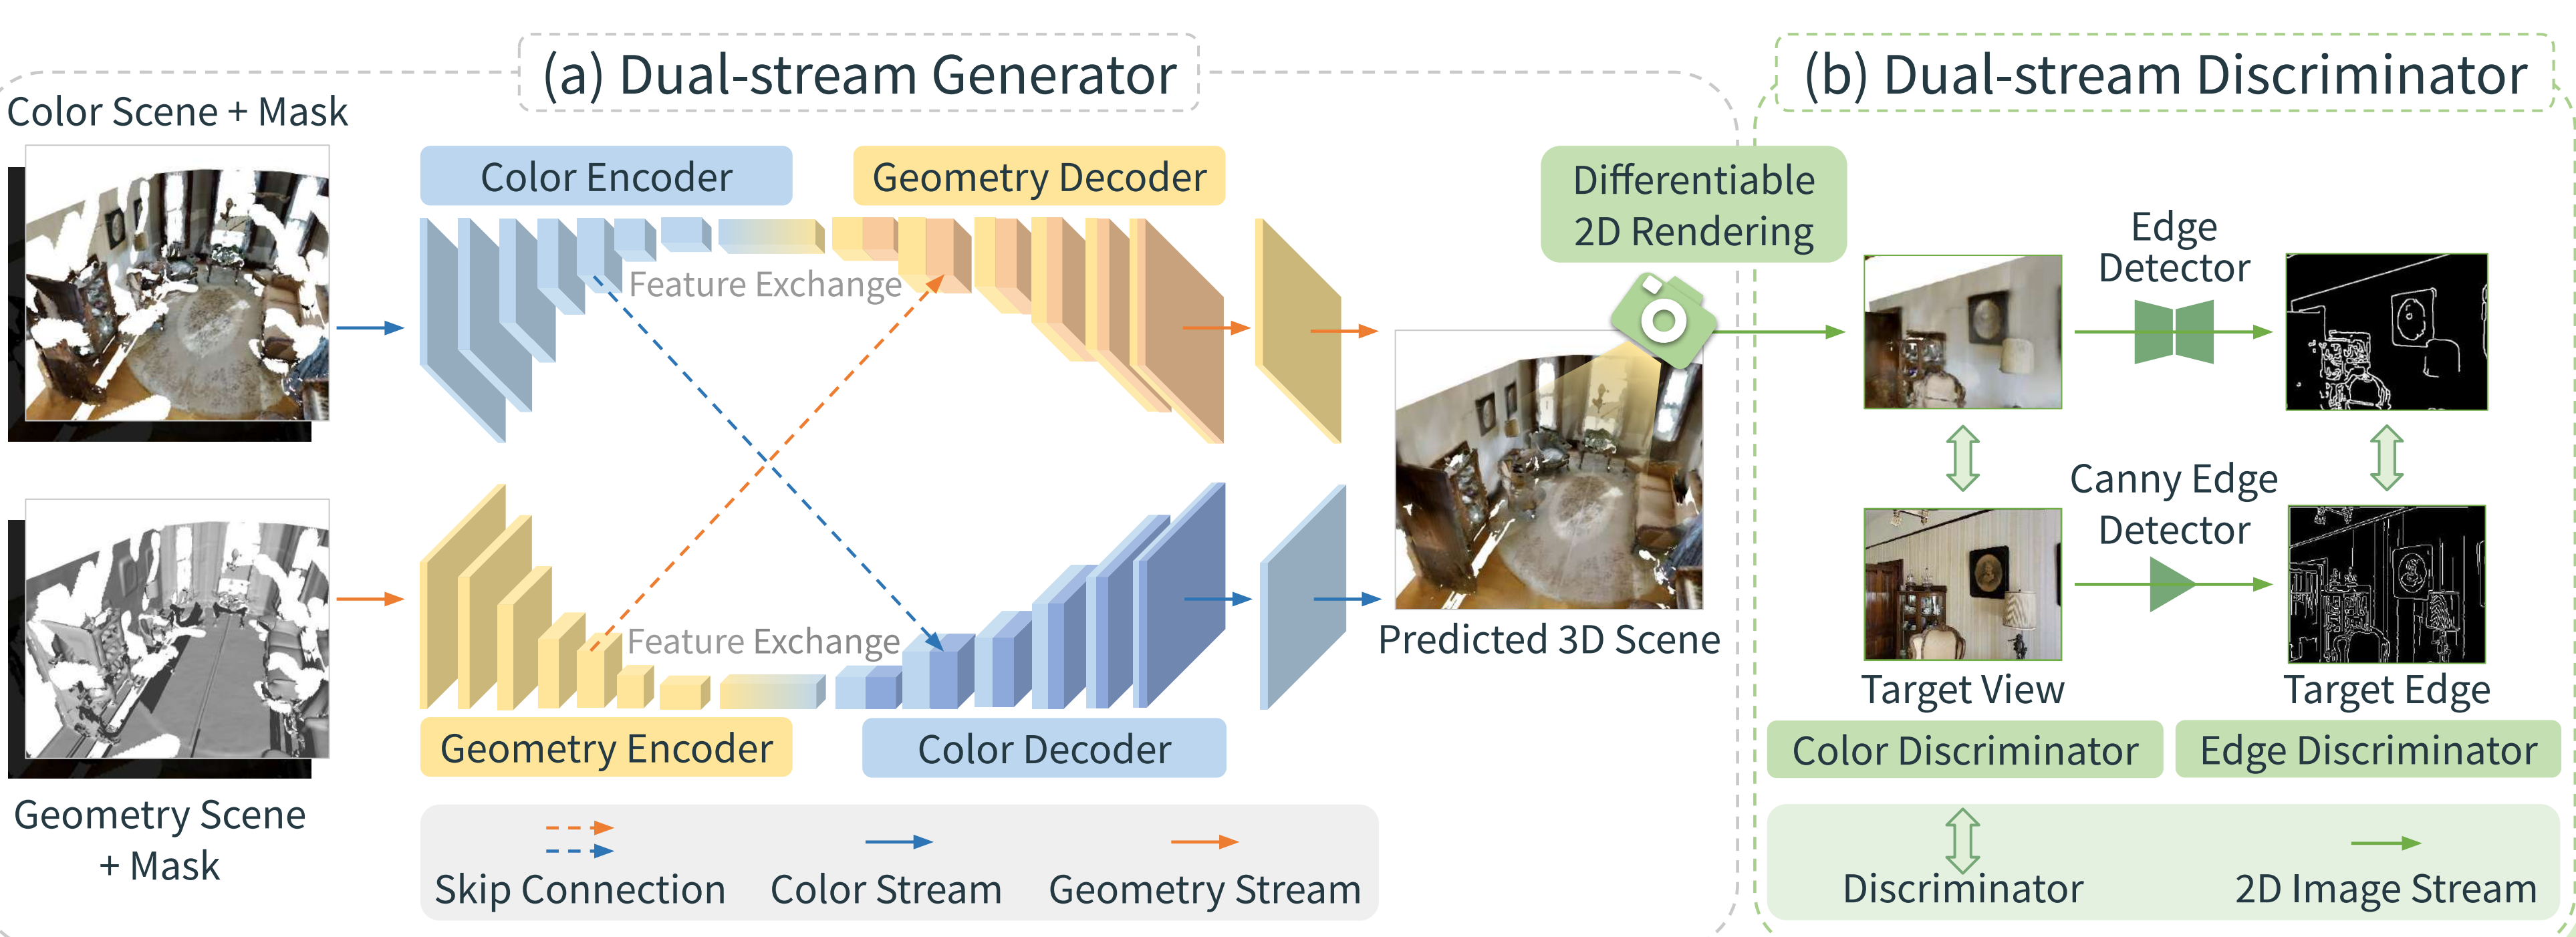 (a) Dual-stream Generator
Color Scene + Mask
Color Encoder
Geometry Decoder
Feature Exchange
Feature Exchange
Geometry Encoder
Color Decoder
Geometry Scene
+ Mask
Predicted 3D Scene
Skip Connection
Color Stream
Geometry Stream
Differentiable
2D Rendering
(b) Dual-stream Discriminator
Edge
Detector
Canny Edge
Detector
Target View
Target Edge
Color Discriminator
Edge Discriminator
Discriminator
2D Image Stream